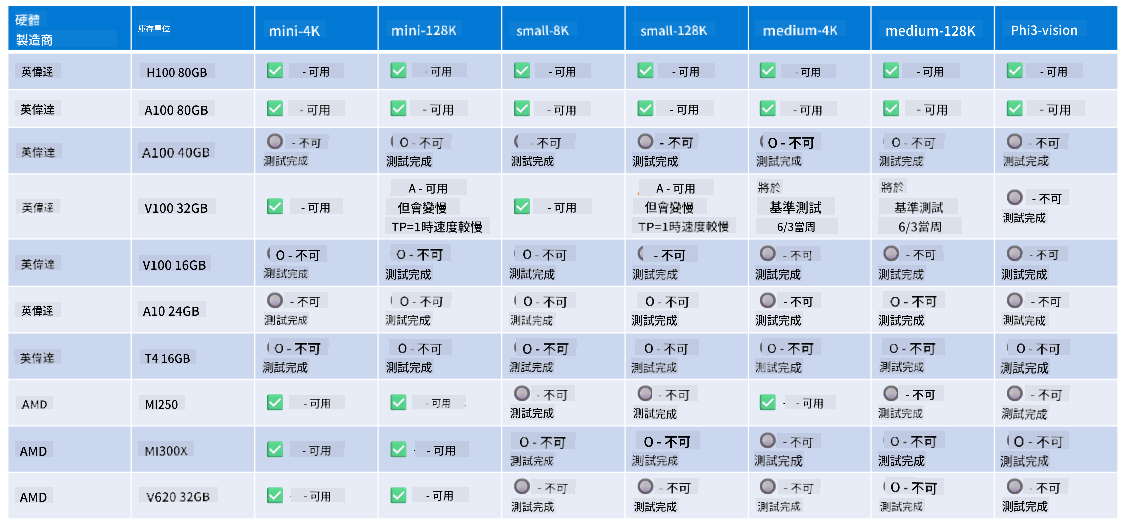 硬體
製造商
庫存單位
mini-4K
mini-128K
small-8K
small-128K
medium-4K
medium-128K
Phi3-vision
英偉達
H100 80GB
✅ - 可用
✅ - 可用
✅ - 可用
✅ - 可用
✅ - 可用
✅ - 可用
✅ - 可用
英偉達
A100 80GB
✅ - 可用
✅ - 可用
✅ - 可用
✅ - 可用
✅ - 可用
✅ - 可用
✅ - 可用
英偉達
A100 40GB
- 不可
測試完成
O - 不可
測試完成
- 不可
測試完成
- 不可
測試完成
O - 不可
測試完成
O - 不可
測試完成
- 不可
測試完成
英偉達
V100 32GB
✅ - 可用
A - 可用
但會變慢
TP=1時速度較慢
✅ - 可用
A - 可用
但會變慢
TP=1時速度較慢
將於
基準測試
6/3當周
將於
基準測試
6/3當周
- 不可
測試完成
英偉達
V100 16GB
O - 不可
測試完成
O - 不可
測試完成
O - 不可
測試完成
- 不可
測試完成
- 不可
測試完成
- 不可
測試完成
- 不可
測試完成
英偉達
A10 24GB
- 不可
測試完成
O - 不可
測試完成
O - 不可
測試完成
O - 不可
測試完成
- 不可
測試完成
O - 不可
測試完成
- 不可
測試完成
英偉達
T4 16GB
O - 不可
測試完成
O - 不可
測試完成
O - 不可
測試完成
O - 不可
測試完成
O - 不可
測試完成
O - 不可
測試完成
O - 不可
測試完成
AMD
MI250
✅ - 可用
✅ - 可用
- 不可
測試完成
- 不可
測試完成
✅ - 可用
- 不可
測試完成
- 不可
測試完成
AMD
MI300X
✅ - 可用
✅ - 可用
O - 不可
測試完成
O - 不可
測試完成
- 不可
測試完成
O - 不可
測試完成
O - 不可
測試完成
AMD
V620 32GB
✅ - 可用
✅ - 可用
- 不可
測試完成
- 不可
測試完成
- 不可
測試完成
O - 不可
測試完成
- 不可
測試完成